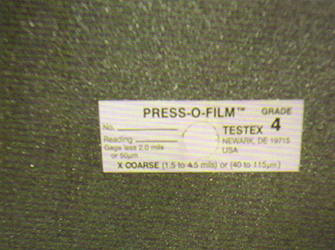 PRESS-O-FILM™ GRADE
No. TESTEX 4
Reading NEWARK, DE 19715
Gage less 2.0 mils USA
or 50µm
X COARSE (1.5 to 4.5 mils) or (40 to 115µm)